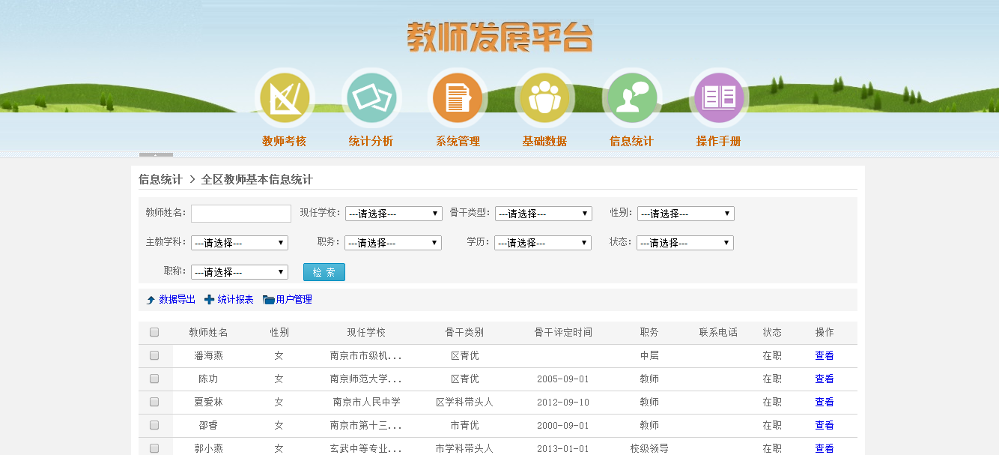 教师发展平台
教师考核 统计分析 系统管理 基础数据 信息统计 操作手册
信息统计 > 全区教师基本信息统计
教师姓名: 现任学校: ---请选择--- 骨干类型: ---请选择--- 性别: ---请选择---
主教学科: ---请选择--- 职务: ---请选择--- 学历: ---请选择--- 状态: ---请选择---
职称: ---请选择--- 检 索
数据导出 统计报表 用户管理
教师姓名 性别 现任学校 骨干类别 骨干评定时间 职务 联系电话 状态 操作
潘海燕 女 南京市市级机... 区青优 中层 在职 查看
陈功 女 南京师范大学... 区青优 2005-09-01 教师 在职 查看
夏爱林 女 南京市人民中学 区学科带头人 2012-09-10 教师 在职 查看
邵睿 女 南京市第十三... 市青优 2000-09-01 教师 在职 查看
郭小燕 女 玄武中等专业... 市学科带头人 2013-01-01 校级领导 在职 查看